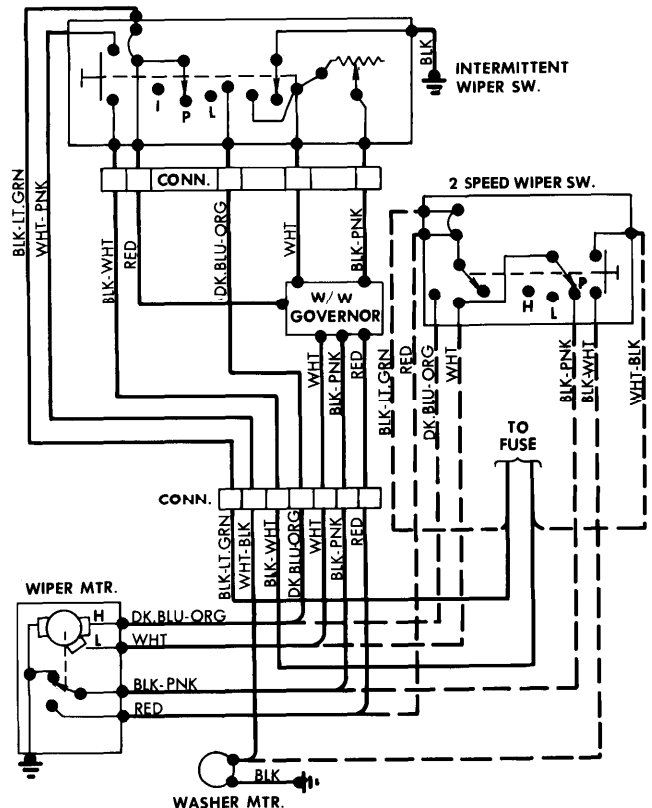 BLK
INTERMITTENT
WIPER SW.
I
P
L
CONN.
BLK-LT.GRN
WHT-PNK
BLK-WHT
RED
DK.BLU-ORG
WHT
BLK-PNK
2 SPEED WIPER SW.
W/W
GOVERNOR
H
L
P
WHT
BLK-PNK
RED
BLK-LT.GRN
RED
DK.BLU-ORG
WHT
BLK-PNK
BLK-WHT
WHT-BLK
TO
FUSE
CONN.
BLK-LT.GRN
WHT-BLK
BLK-WHT
DK BLU-ORG
WHT
BLK-PNK
RED
WIPER MTR.
H
DK.BLU-ORG
L
WHT
BLK-PNK
RED
BLK
WASHER MTR.